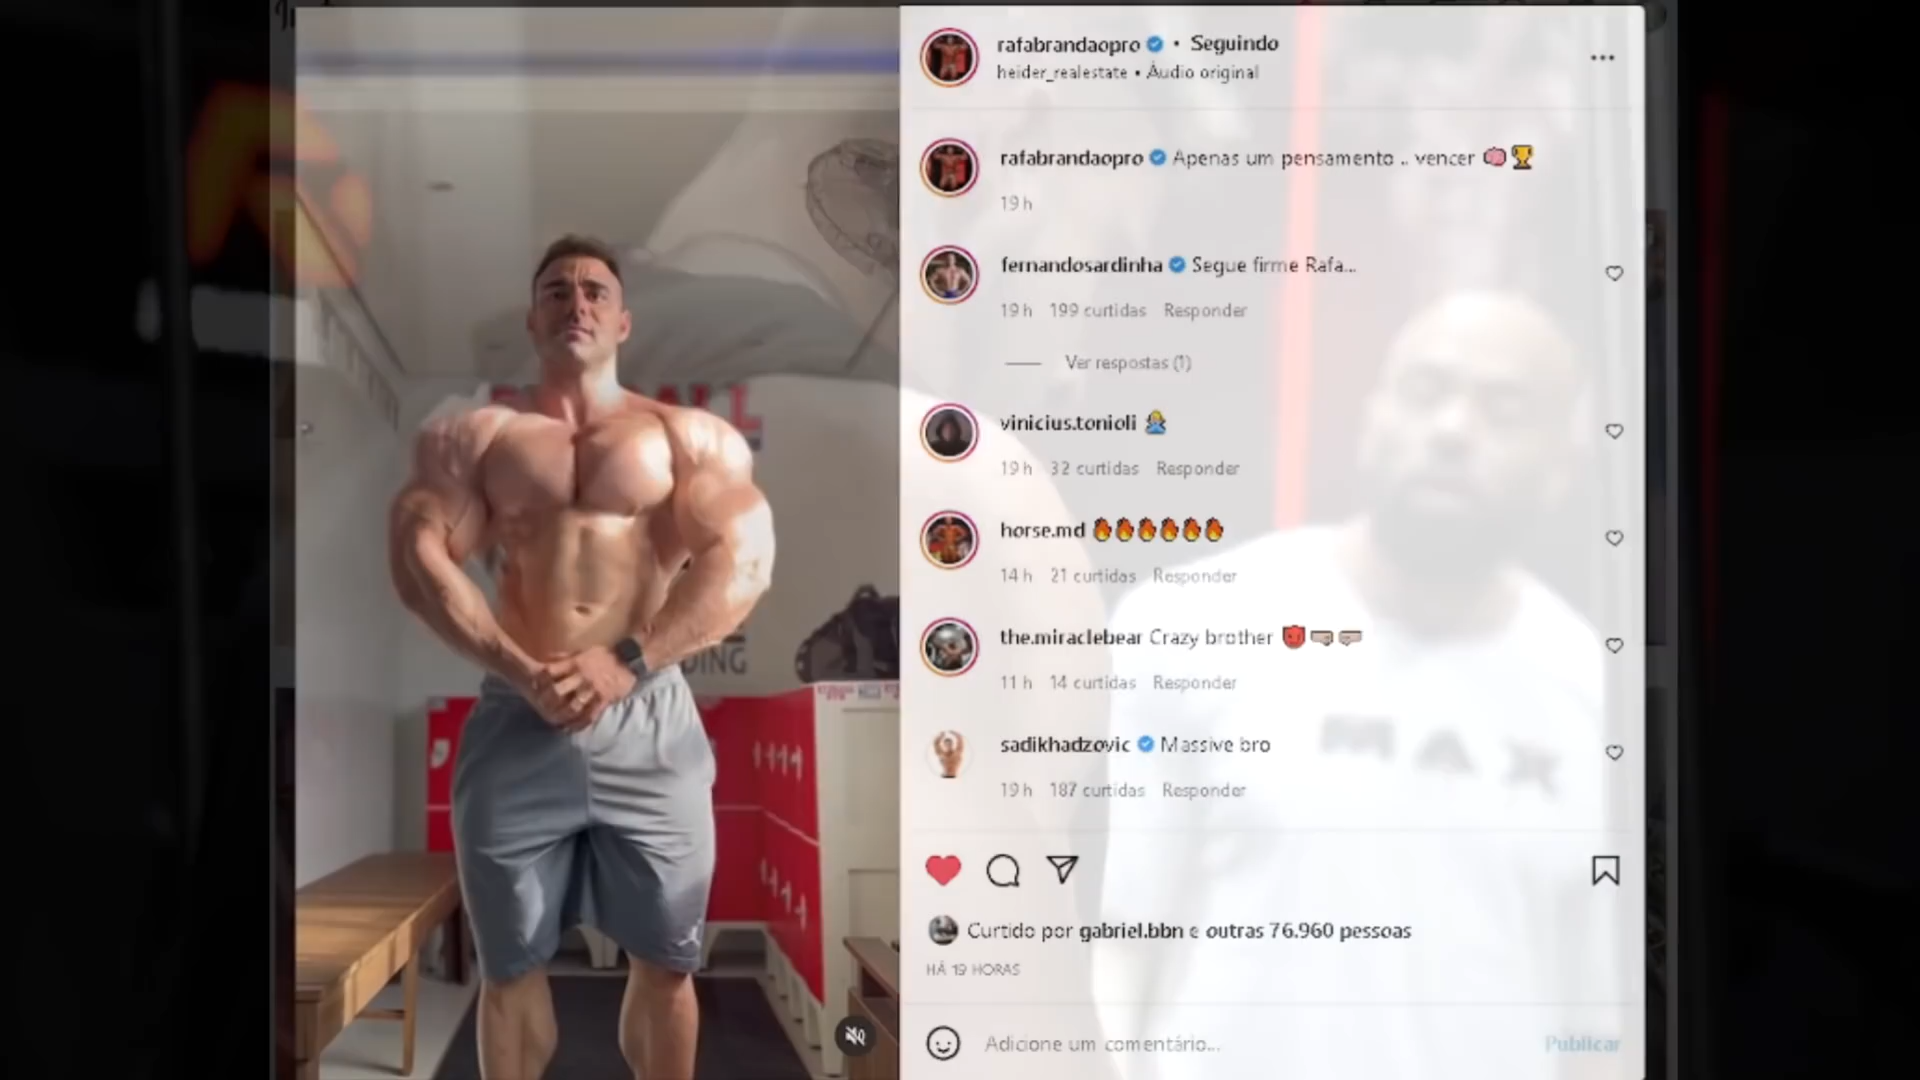 rafabrandaopro • Seguindo
heider_realestate • Áudio original
rafabrandaopro Apenas um pensamento .. vencer 🧠🏆
19 h
fernandosardinha Segue firme Rafa...
19 h 199 curtidas Responder
Ver respostas (1)
vinicius.tonioli
19 h 32 curtidas Responder
horse.md 🔥🔥🔥🔥🔥🔥
14 h 21 curtidas Responder
the.miraclebear Crazy brother
11 h 14 curtidas Responder
sadikhadzovic Massive bro
19 h 187 curtidas Responder
MAX
Curtido por gabriel.bbn e outras 76.960 pessoas
HÁ 19 HORAS
Adicione um comentário...
Publicar